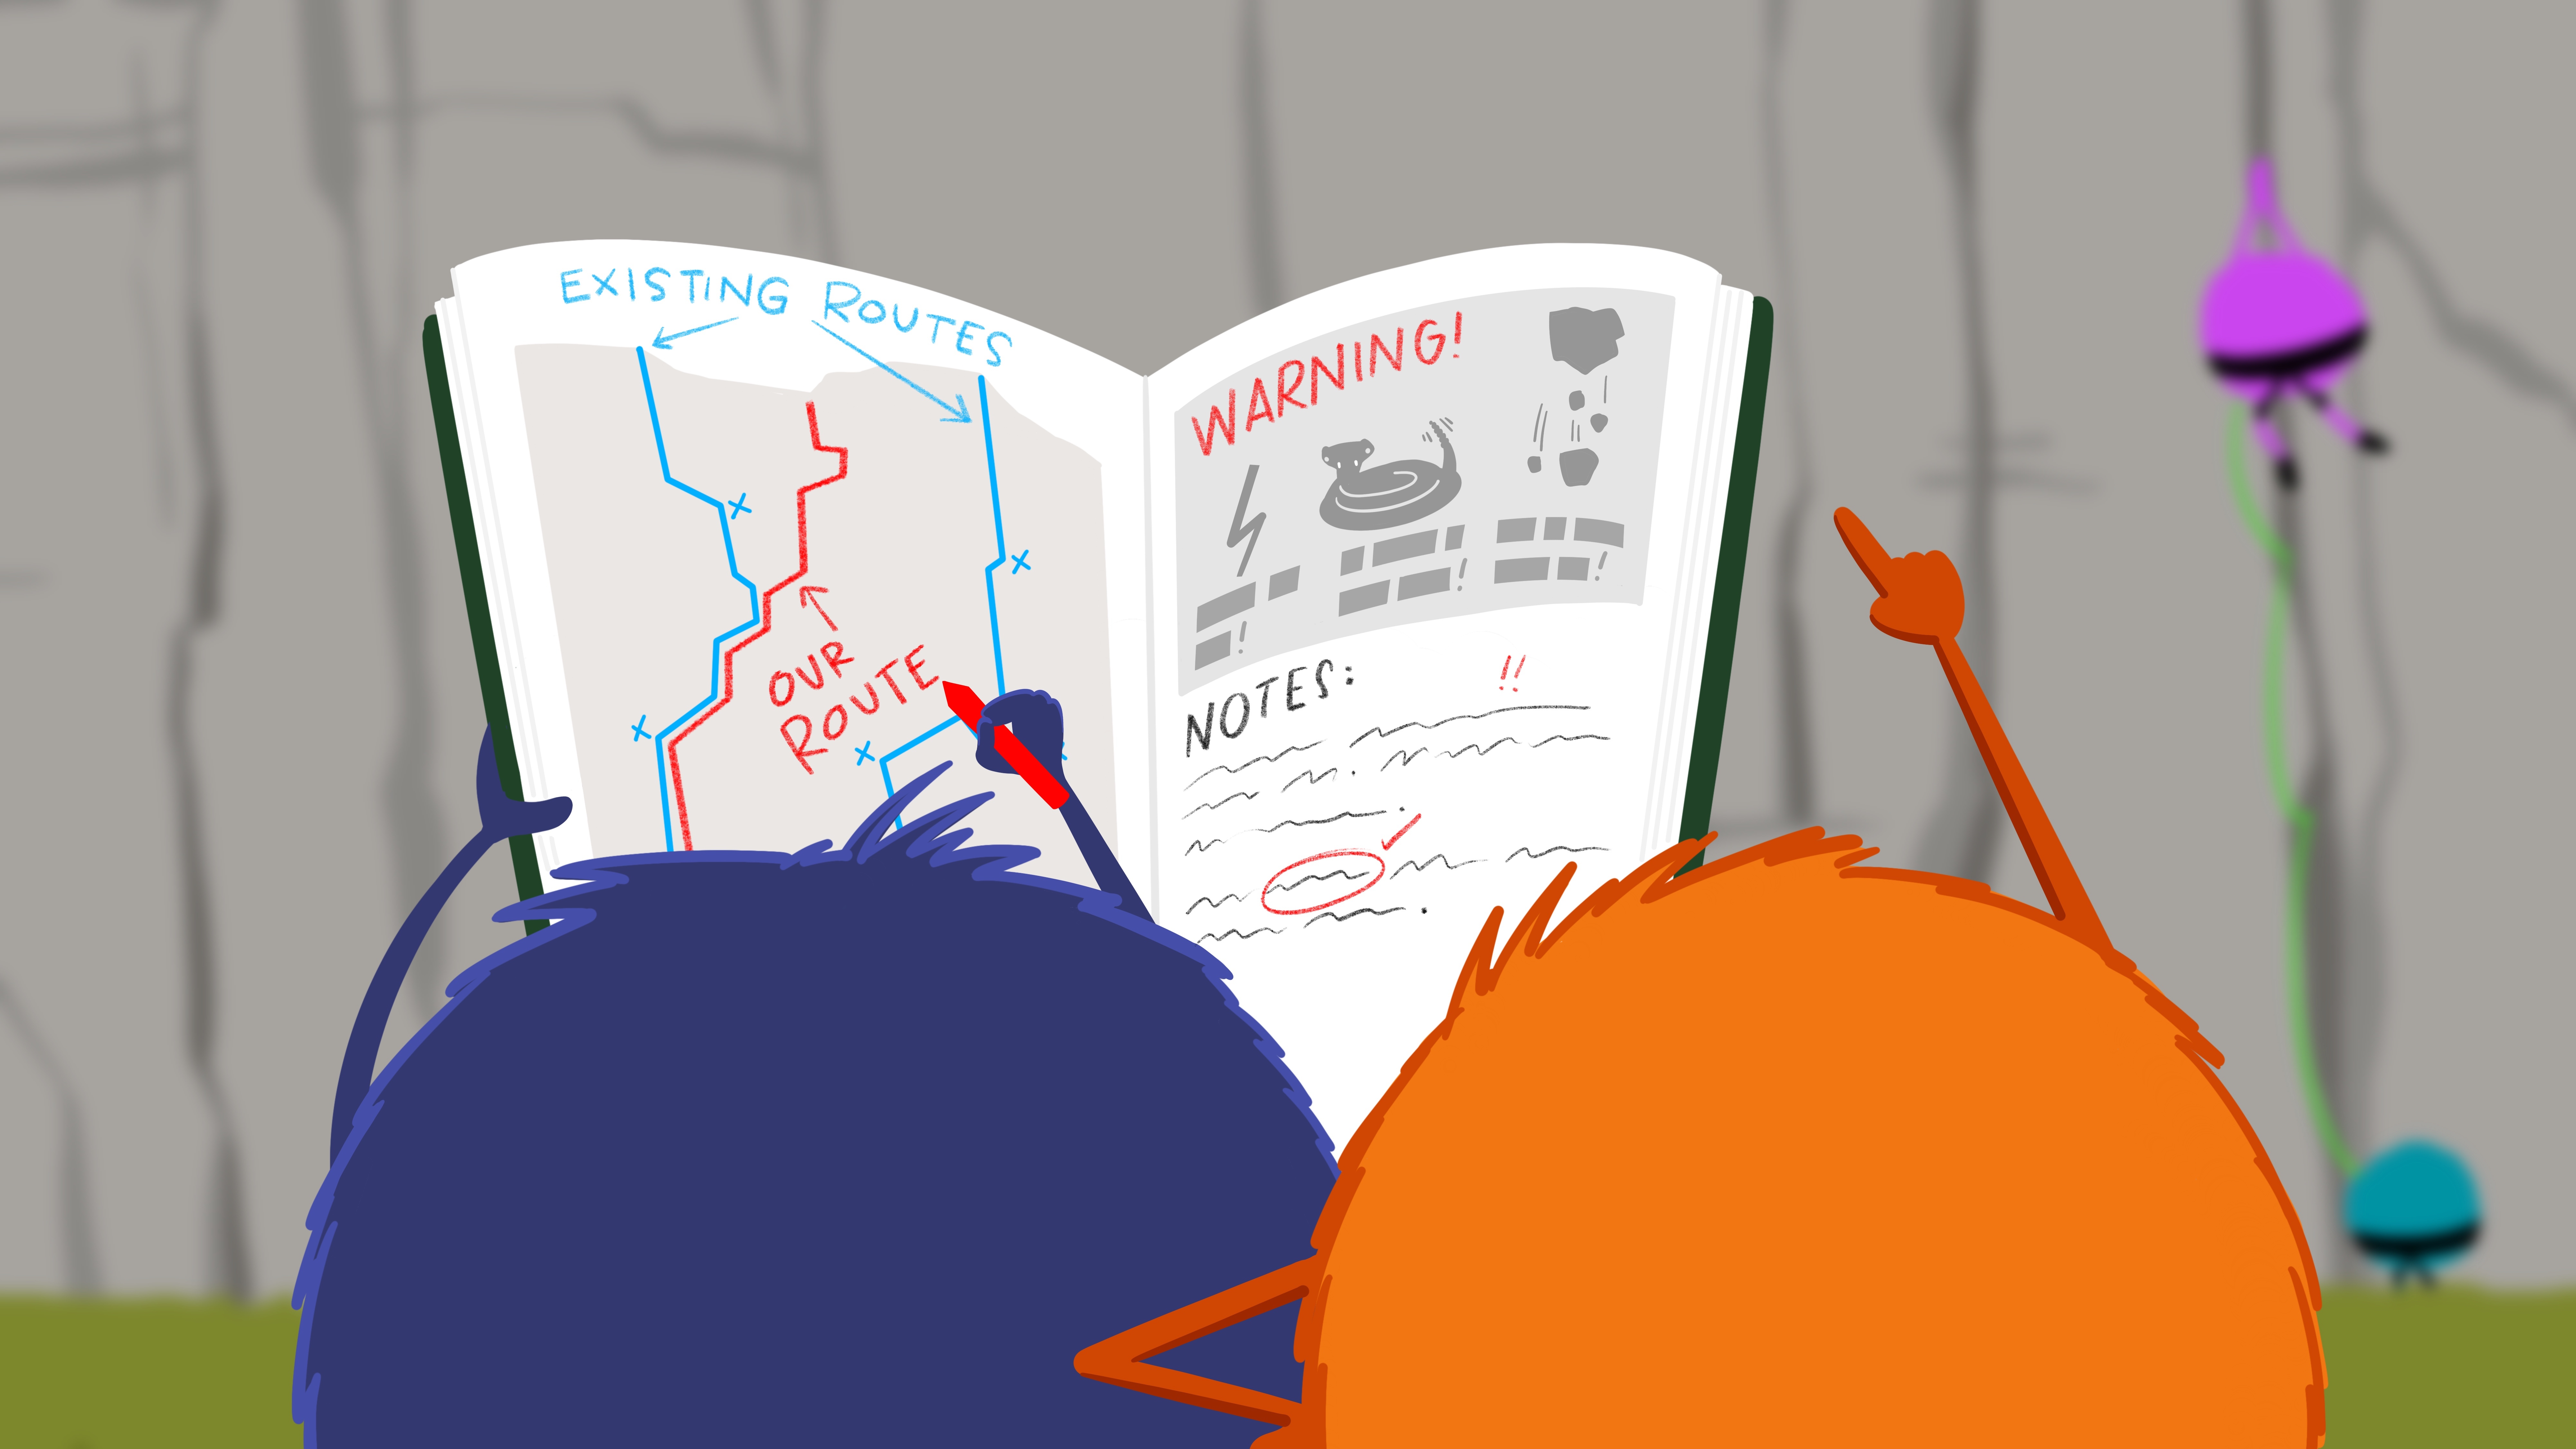 EXISTING ROUTES
OUR
ROUTE
WARNING!
NOTES:
!!